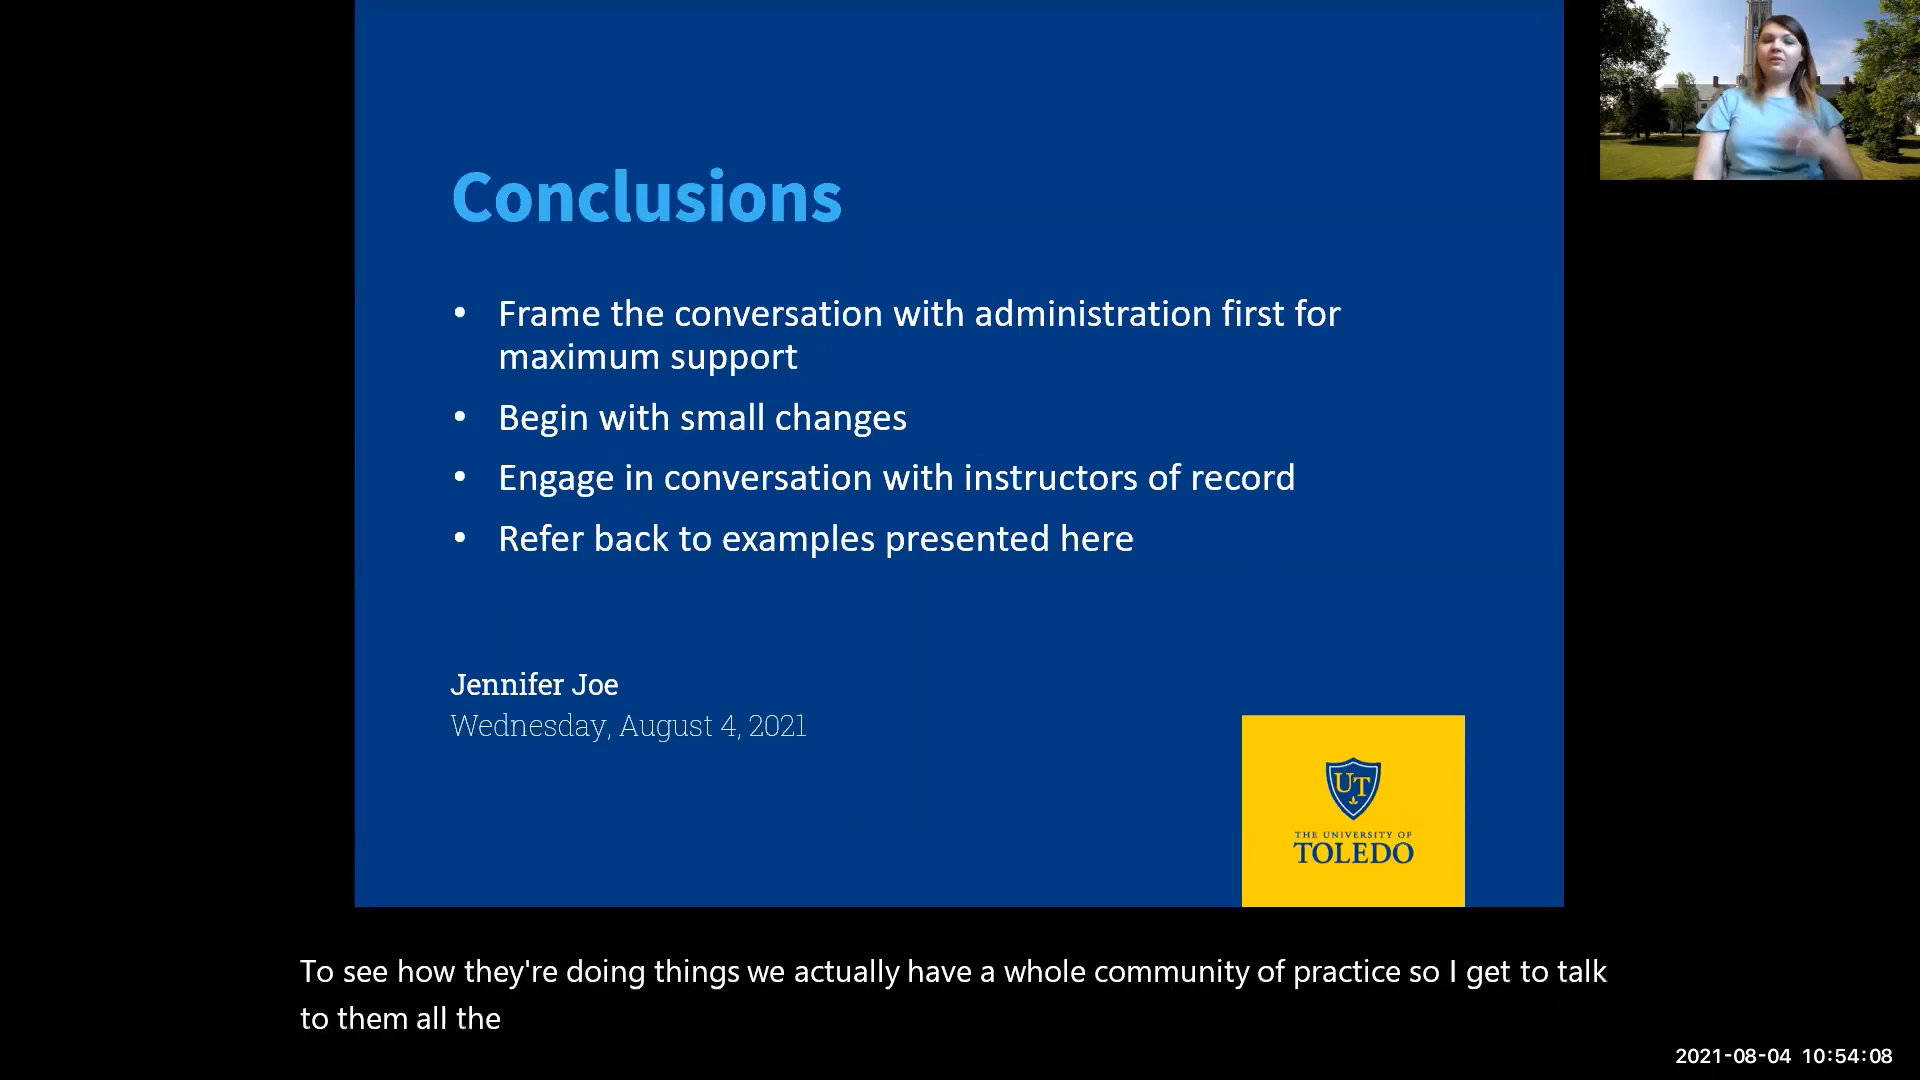 Conclusions
• Frame the conversation with administration first for
maximum support
• Begin with small changes
• Engage in conversation with instructors of record
• Refer back to examples presented here
Jennifer Joe
Wednesday, August 4, 2021
UT
THE UNIVERSITY OF
TOLEDO
To see how they're doing things we actually have a whole community of practice so I get to talk
to them all the
2021-08-04 10:54:08